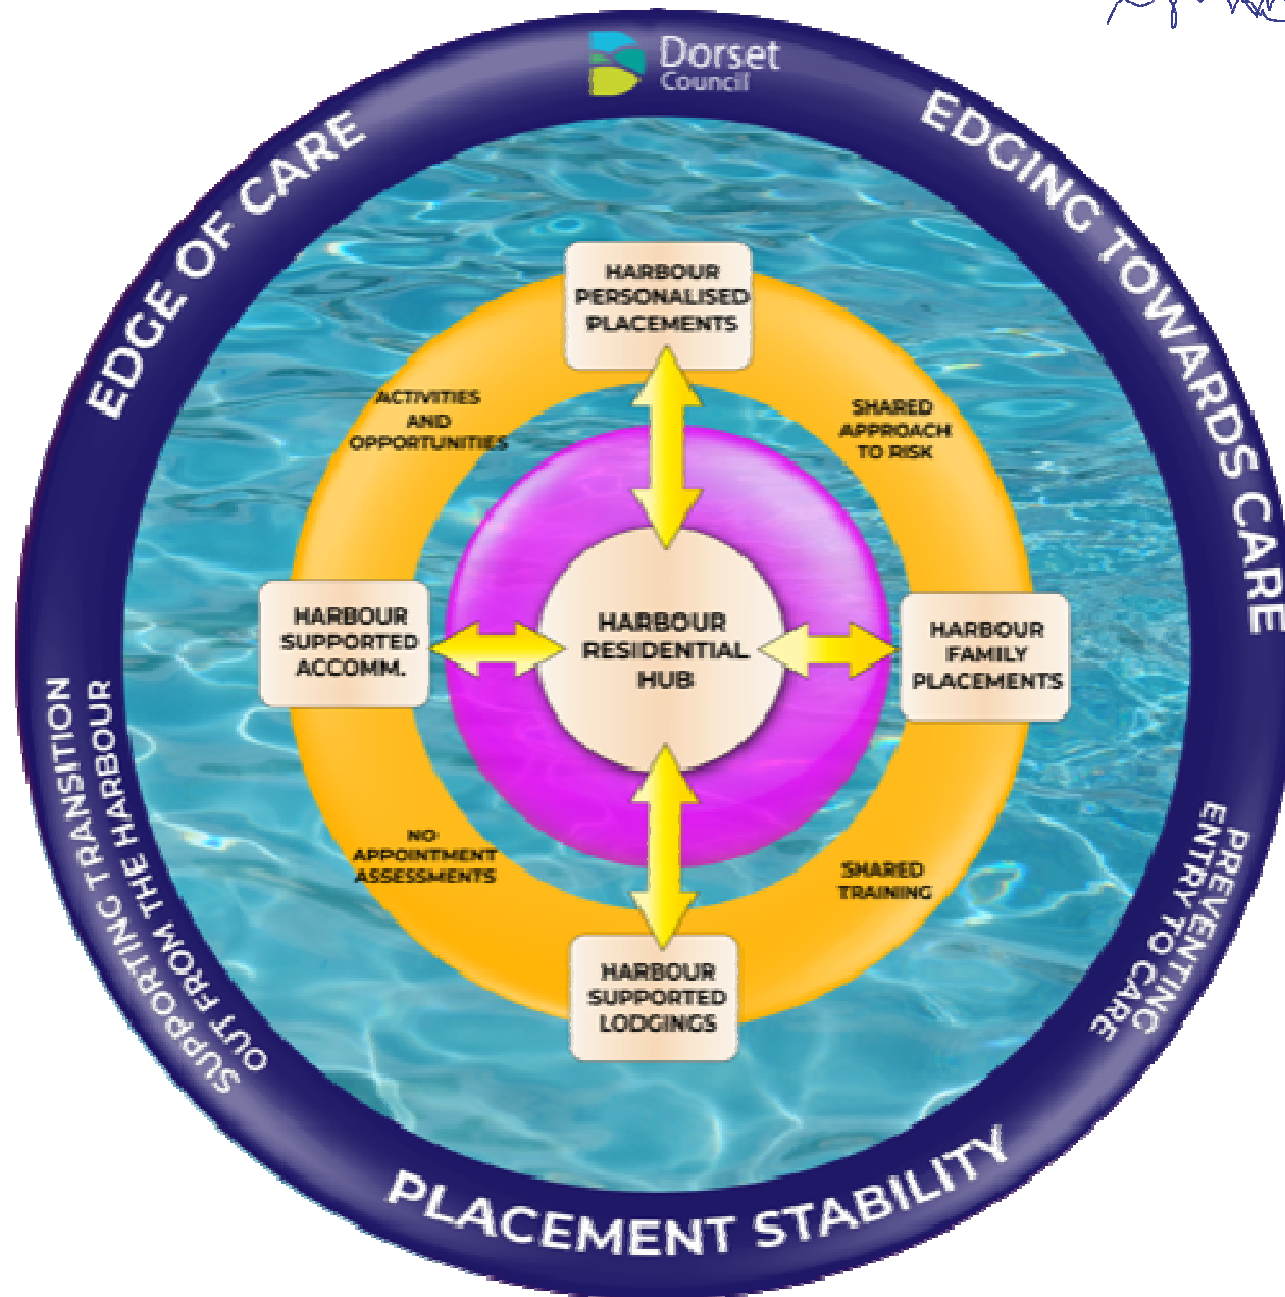 Dorset
Council
EDGE OF CARE
EDGING TOWARDS CARE
HARBOUR
PERSONALISED
PLACEMENTS
ACTIVITIES
AND
OPPORTUNITIES
SHARED
APPROACH
TO RISK
HARBOUR
SUPPORTED
ACCOMM.
HARBOUR
RESIDENTIAL
HUB
HARBOUR
FAMILY
PLACEMENTS
NO
APPOINTMENT
ASSESSMENTS
SHARED
TRAINING
HARBOUR
SUPPORTED
LODGINGS
SUPPORTING TRANSITION
OUT FROM THE HARBOUR
PREVENTING
ENTRY TO CARE
PLACEMENT STABILITY